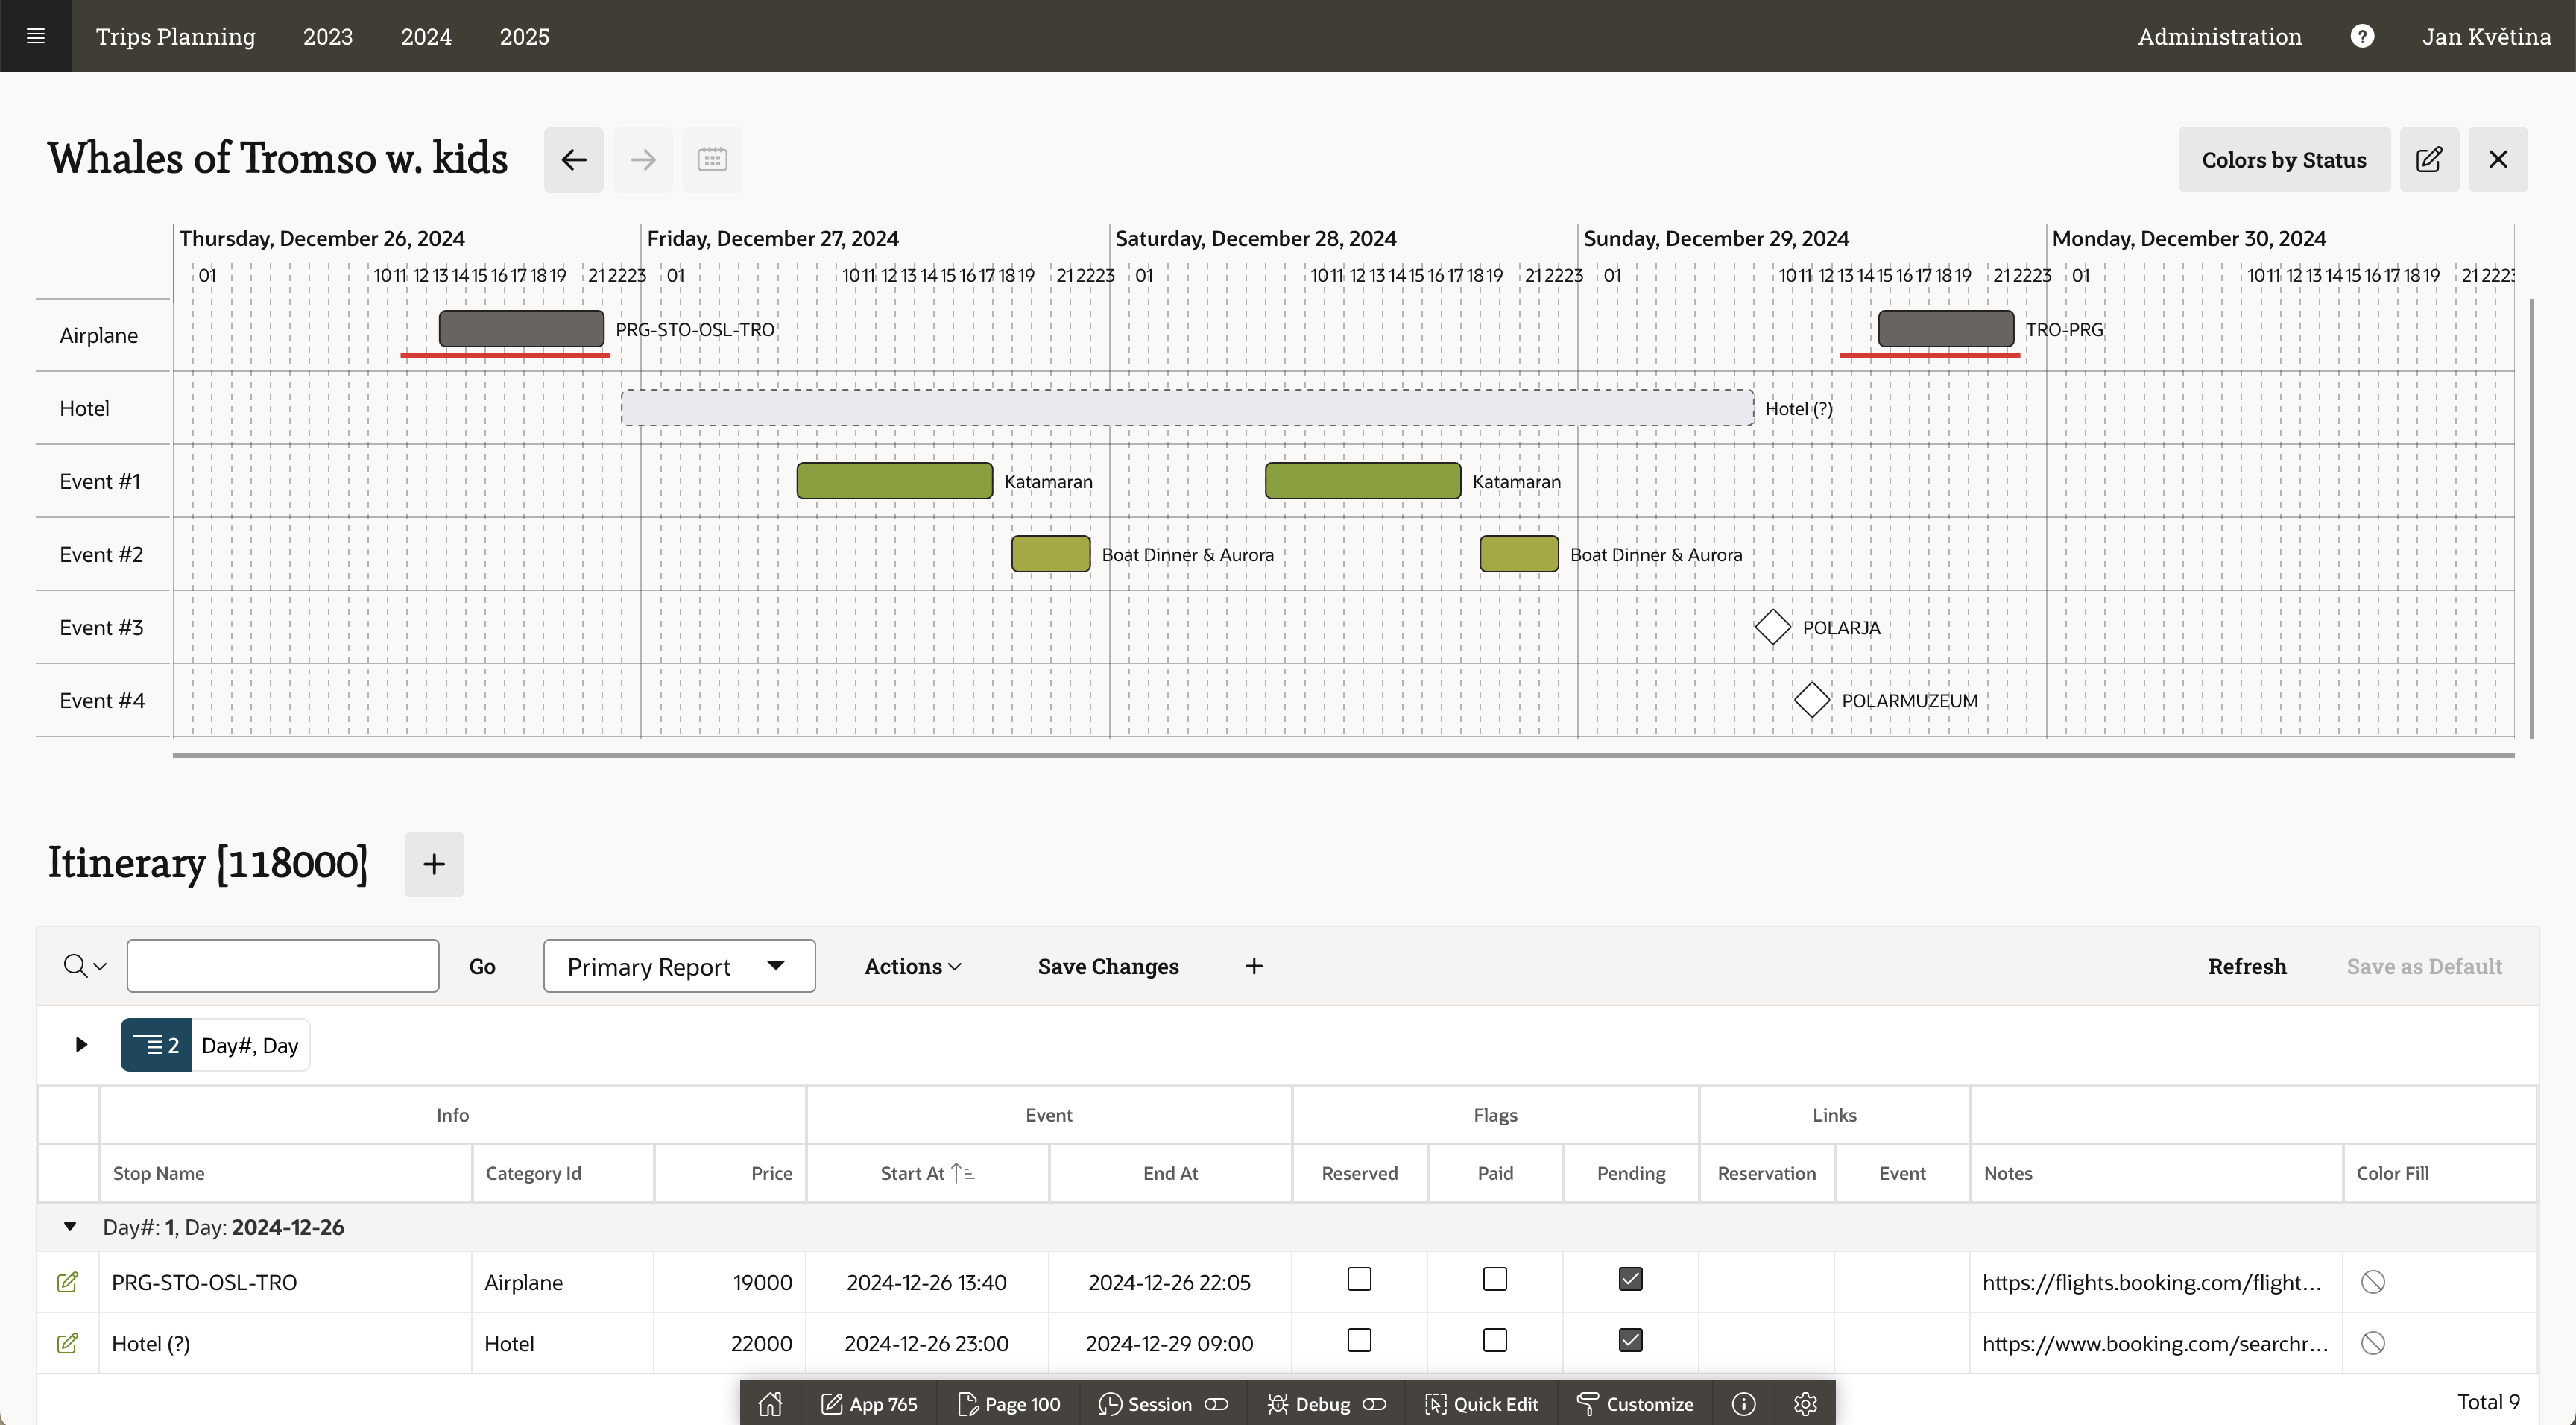 Trips Planning 2023 2024 2025 Administration ? Jan Květina
Whales of Tromso w. kids Colors by Status
Thursday, December 26, 2024 Friday, December 27, 2024 Saturday, December 28, 2024 Sunday, December 29, 2024 Monday, December 30, 2024
01 10 11 12 13 14 15 16 17 18 19 21 22 23 01 10 11 12 13 14 15 16 17 18 19 21 22 23 01 10 11 12 13 14 15 16 17 18 19 21 22 23 01 10 11 12 13 14 15 16 17 18 19 21 22 23 01 10 11 12 13 14 15 16 17 18 19 21 22 23
Airplane PRG-STO-OSL-TRO TRO-PRG
Hotel Hotel (?)
Event #1 Katamaran Katamaran
Event #2 Boat Dinner & Aurora Boat Dinner & Aurora
Event #3 POLARJA
Event #4 POLARMUZEUM
Itinerary [118000]
Go Primary Report Actions Save Changes Refresh Save as Default
2 Day#, Day
Info Event Flags Links
Stop Name Category Id Price Start At End At Reserved Paid Pending Reservation Event Notes Color Fill
Day#: 1, Day: 2024-12-26
PRG-STO-OSL-TRO Airplane 19000 2024-12-26 13:40 2024-12-26 22:05 https://flights.booking.com/flight...
Hotel (?) Hotel 22000 2024-12-26 23:00 2024-12-29 09:00 https://www.booking.com/searchr...
App 765 Page 100 Session Debug Quick Edit Customize Total 9